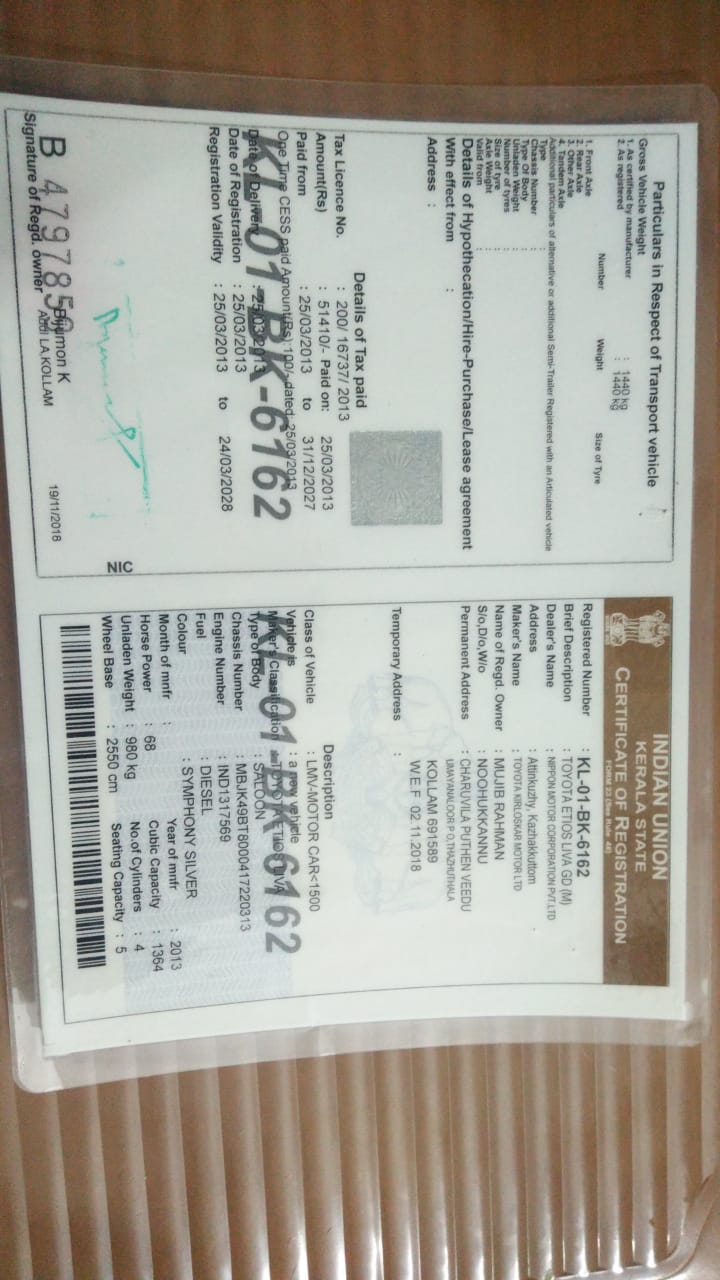 INDIAN UNION
KERALA STATE
CERTIFICATE OF REGISTRATION
FORM 23 (See Rule 48)
Registered Number : KL-01-BK-6162
Brief Description : TOYOTA ETIOS LIVA GD (M)
Dealer's Name : NIPPON MOTOR CORPORATION PVT.LTD
Address : Attinkuzhy, Kazhakkuttom
Maker's Name : TOYOTA KIRLOSKAR MOTOR LTD
Name of Regd. Owner : MUJIB RAHMAN
S/o,D/o,W/o : NOOHUKKANNU
Permanent Address : CHARUVILA PUTHEN VEEDU
UMAYANALOOR P.O,THAZHUTHALA
KOLLAM 691589
W.E.F 02.11.2018
Temporary Address :
Description
Class of Vehicle : LMV-MOTOR CAR<1500
Vehicle is : a new vehicle
Maker's Classification : TOYOTA ETIOS LIVA
Type of Body : SALOON
KL-01-BK-6162
Chassis Number : MBJK49BT8000417220313
Engine Number : IND1317569
Fuel : DIESEL
Colour : SYMPHONY SILVER
Month of mnfr : Year of mnfr : 2013
Horse Power : 68 Cubic Capacity : 1364
Unladen Weight : 980 kg No.of Cylinders : 4
Wheel Base : 2550 cm Seating Capacity : 5
Particulars in Respect of Transport vehicle
Gross Vehicle Weight
1. As certified by manufacturer : 1440 kg
2. As registered : 1440 kg
Number Weight Size of Tyre
1. Front Axle
2. Rear Axle
3. Other Axle
4. Tandem Axle
Additional particulars of alternative or additional Semi-Trailer Registered with an Articulated vehicle
Type :
Chassis Number :
Type Of Body :
Unladen Weight :
Number of tyres :
Size of tyre :
Axle Weight :
Valid from :
Details of Hypothecation/Hire-Purchase/Lease agreement
With effect from :
Address :
Details of Tax paid
Tax Licence No. : 200/ 16737/ 2013
Amount(Rs) : 51410/- Paid on: 25/03/2013
Paid from : 25/03/2013 to 31/12/2027
One Time CESS paid Amount(Rs):100/- dated 25/03/2013
KL-01-BK-6162
Date of Delivery : 25/03/2013
Date of Registration : 25/03/2013
Registration Validity : 25/03/2013 to 24/03/2028
Bijumon K
Addl LA.KOLLAM 19/11/2018
Signature of Regd. owner
NIC